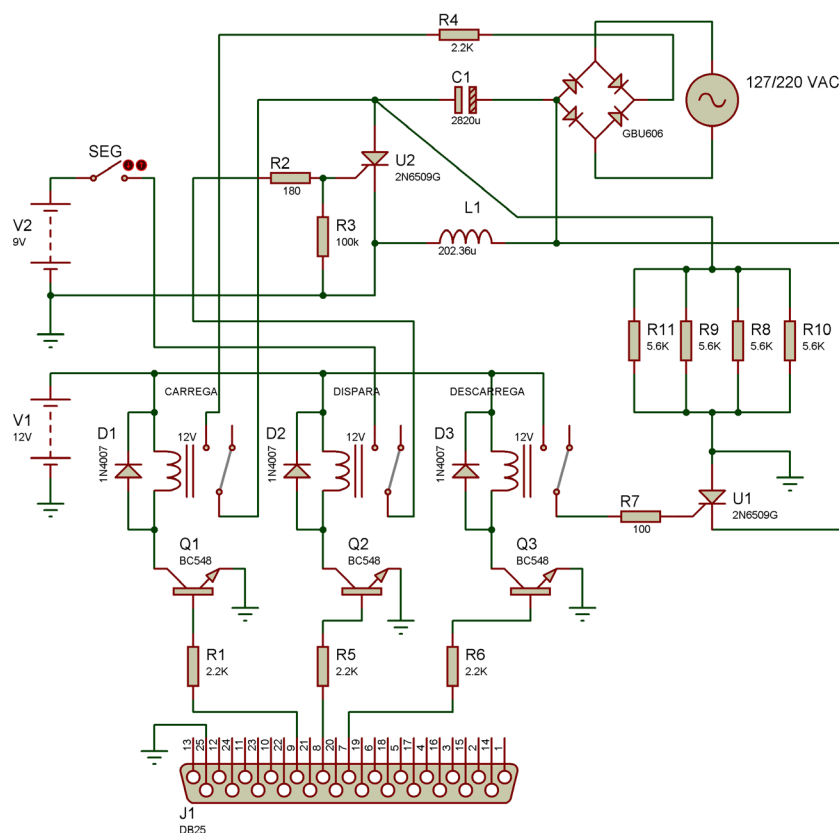 R4
2.2K
C1
2820u
GBU606
127/220 VAC
SEG
R2
180
U2
2N6509G
V2
9V
R3
100k
L1
202.36u
R11
5.6K
R9
5.6K
R8
5.6K
R10
5.6K
V1
12V
CARREGA
DISPARA
DESCARREGA
D1
1N4007
12V
D2
1N4007
12V
D3
1N4007
12V
R7
100
U1
2N6509G
Q1
BC548
Q2
BC548
Q3
BC548
R1
2.2K
R5
2.2K
R6
2.2K
13 25 12 24 11 23 10 22 9 21 8 20 7 19 6 18 5 17 4 16 3 15 2 14 1
J1
DB25